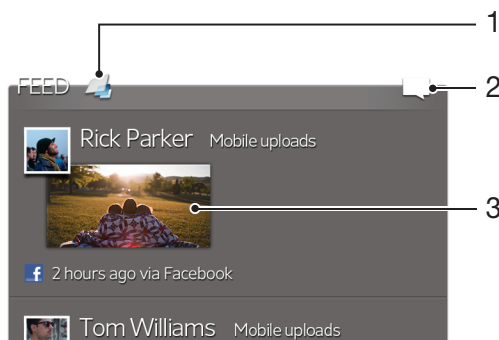 1
FEED
2
Rick Parker Mobile uploads
3
f 2 hours ago via Facebook
Tom Williams Mobile uploads